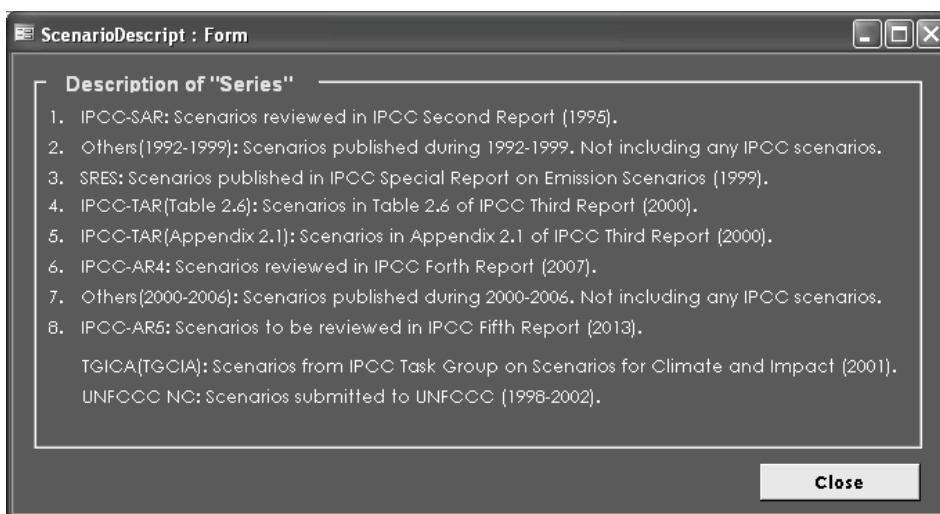 ScenarioDescript : Form
Description of "Series"
1. IPCC-SAR: Scenarios reviewed in IPCC Second Report (1995).
2. Others(1992-1999): Scenarios published during 1992-1999. Not including any IPCC scenarios.
3. SRES: Scenarios published in IPCC Special Report on Emission Scenarios (1999).
4. IPCC-TAR(Table 2.6): Scenarios in Table 2.6 of IPCC Third Report (2000).
5. IPCC-TAR(Appendix 2.1): Scenarios in Appendix 2.1 of IPCC Third Report (2000).
6. IPCC-AR4: Scenarios reviewed in IPCC Forth Report (2007).
7. Others(2000-2006): Scenarios published during 2000-2006. Not including any IPCC scenarios.
8. IPCC-AR5: Scenarios to be reviewed in IPCC Fifth Report (2013).
TGICA(TGCIA): Scenarios from IPCC Task Group on Scenarios for Climate and Impact (2001).
UNFCCC NC: Scenarios submitted to UNFCCC (1998-2002).
Close